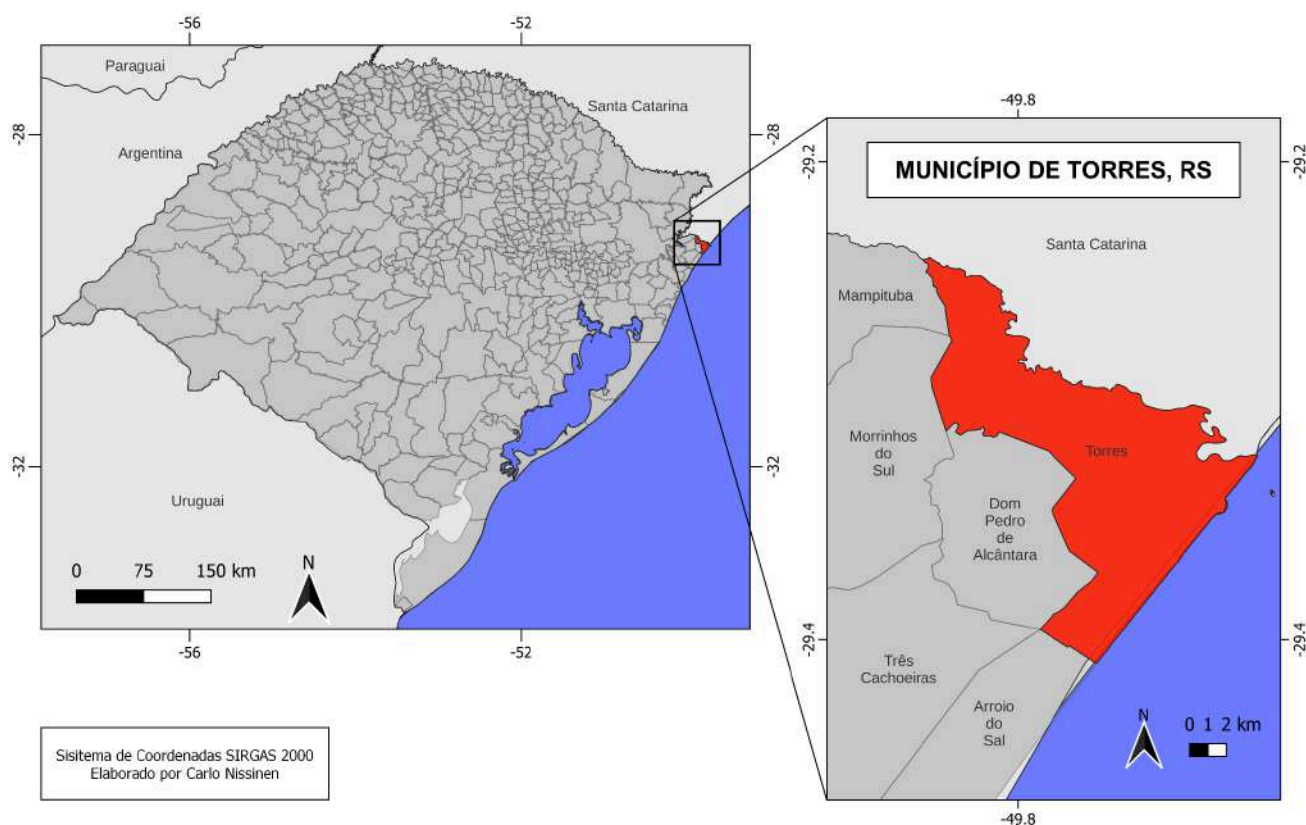 -56
-52
Paraguai
Santa Catarina
-28
-28
Argentina
-32
-32
Uruguai
0 75 150 km
N
-56
-52
Sisitema de Coordenadas SIRGAS 2000
Elaborado por Carlo Nissinen
-49.8
-29.2
-29.2
MUNICÍPIO DE TORRES, RS
Santa Catarina
Mampituba
Morrinhos
do
Sul
Torres
Dom
Pedro
de
Alcântara
-29.4
-29.4
Três
Cachoeiras
Arroio
do
Sal
N
0 1 2 km
-49.8